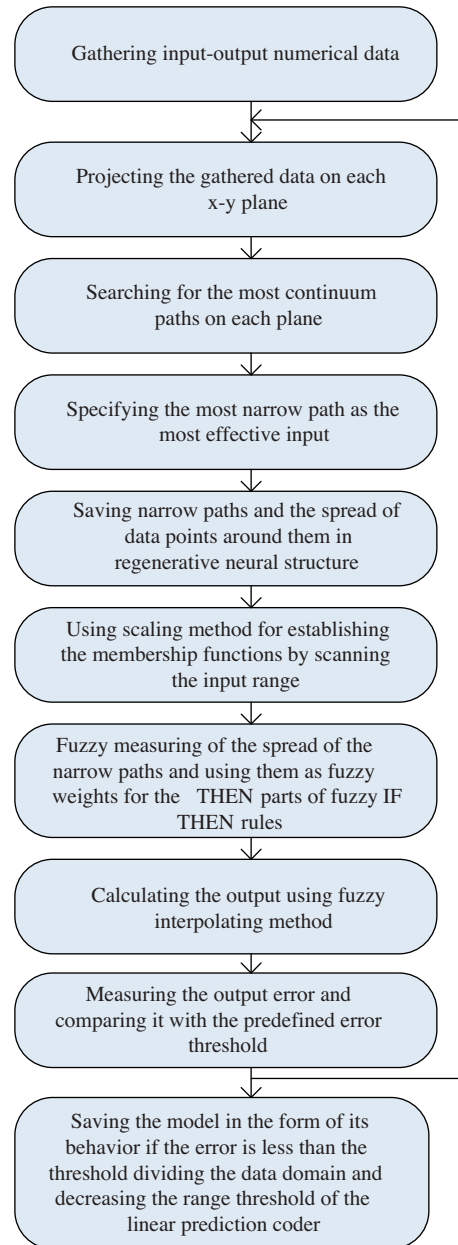 Gathering input-output numerical data
Projecting the gathered data on each
x-y plane
Searching for the most continuum
paths on each plane
Specifying the most narrow path as the
most effective input
Saving narrow paths and the spread of
data points around them in
regenerative neural structure
Using scaling method for establishing
the membership functions by scanning
the input range
Fuzzy measuring of the spread of the
narrow paths and using them as fuzzy
weights for the THEN parts of fuzzy IF
THEN rules
Calculating the output using fuzzy
interpolating method
Measuring the output error and
comparing it with the predefined error
threshold
Saving the model in the form of its
behavior if the error is less than the
threshold dividing the data domain and
decreasing the range threshold of the
linear prediction coder